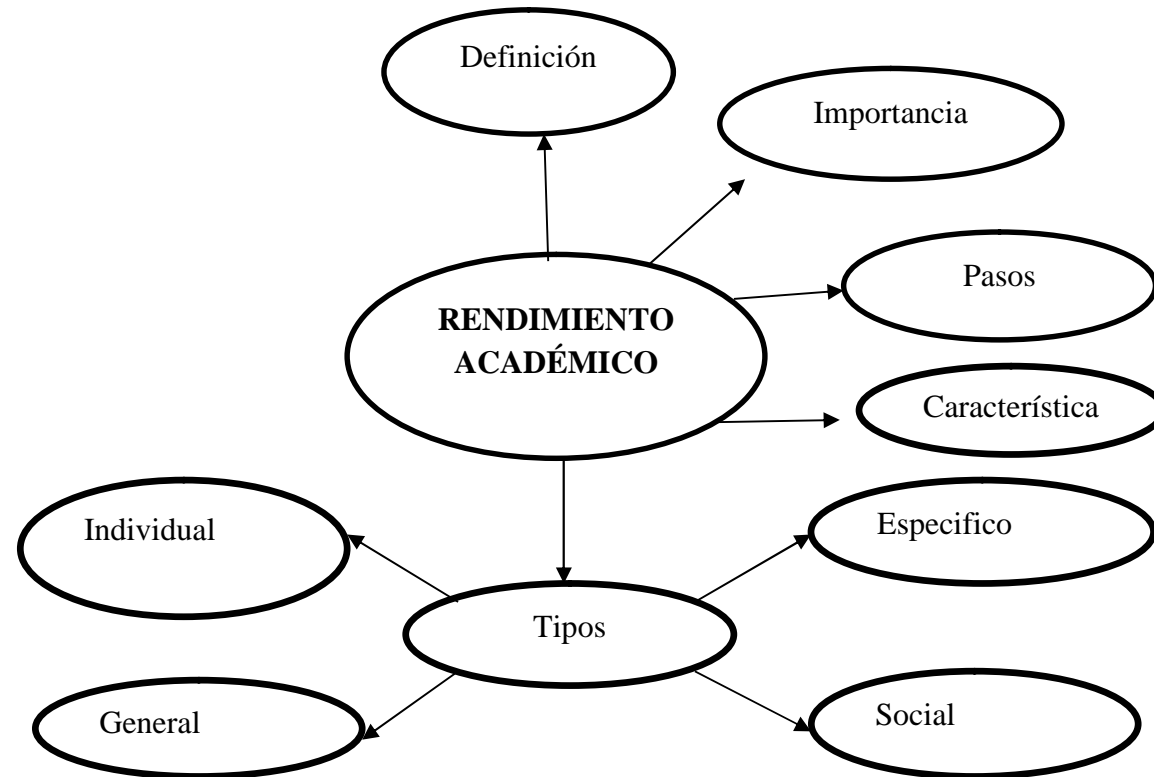 Definición
Importancia
Pasos
RENDIMIENTO
ACADÉMICO
Característica
Individual
Especifico
Tipos
General
Social